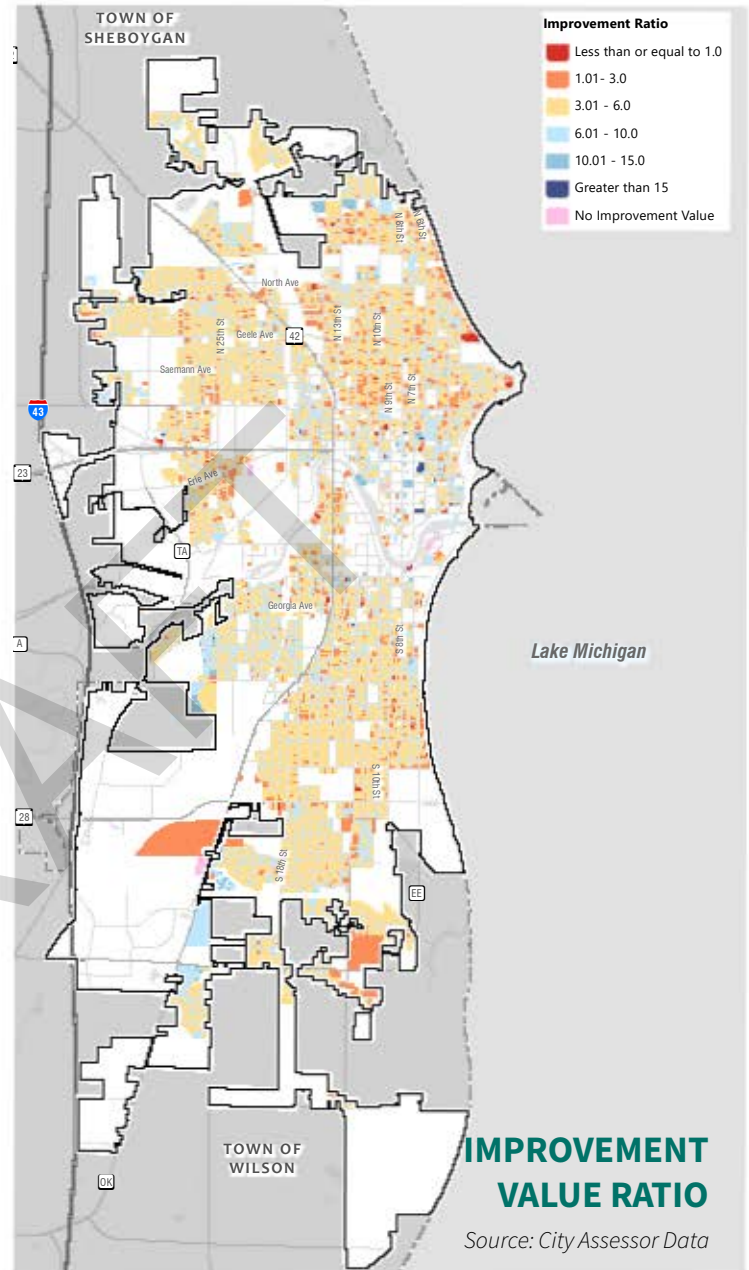 TOWN OF
SHEBOYGAN
Improvement Ratio
Less than or equal to 1.0
1.01- 3.0
3.01 - 6.0
6.01 - 10.0
10.01 - 15.0
Greater than 15
No Improvement Value
N 8th St
N 6th St
North Ave
N 25th St
Geele Ave
42
N 13th St
N 10th St
Saemann Ave
N 9th St
N 7th St
43
23
Erie Ave
TA
Georgia Ave
S 8th St
A
Lake Michigan
S 10th St
28
S 18th St
EE
TOWN OF
WILSON
OK
IMPROVEMENT
VALUE RATIO
Source: City Assessor Data